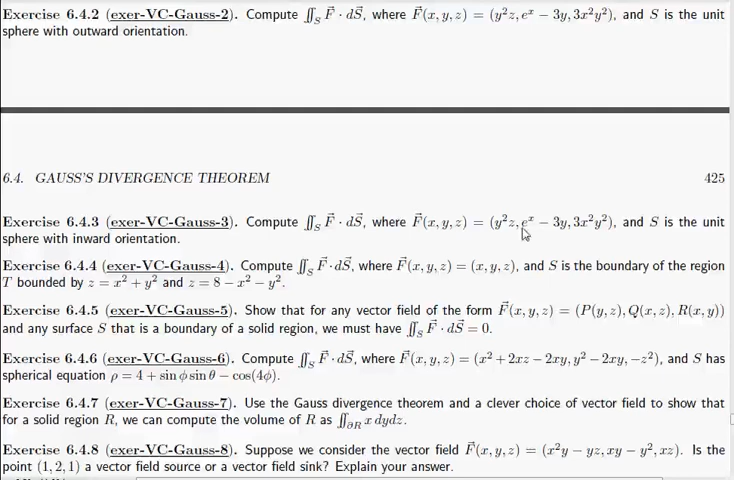 Exercise 6.4.2 (exer-VC-Gauss-2). Compute ∬_S F⃗ · dS⃗, where F⃗(x, y, z) = (y²z, eˣ − 3y, 3x²y²), and S is the unit
sphere with outward orientation.
6.4. GAUSS'S DIVERGENCE THEOREM 425
Exercise 6.4.3 (exer-VC-Gauss-3). Compute ∬_S F⃗ · dS⃗, where F⃗(x, y, z) = (y²z, eˣ − 3y, 3x²y²), and S is the unit
sphere with inward orientation.
Exercise 6.4.4 (exer-VC-Gauss-4). Compute ∬_S F⃗ · dS⃗, where F⃗(x, y, z) = (x, y, z), and S is the boundary of the region
T bounded by z = x² + y² and z = 8 − x² − y².
Exercise 6.4.5 (exer-VC-Gauss-5). Show that for any vector field of the form F⃗(x, y, z) = (P(y, z), Q(x, z), R(x, y))
and any surface S that is a boundary of a solid region, we must have ∬_S F⃗ · dS⃗ = 0.
Exercise 6.4.6 (exer-VC-Gauss-6). Compute ∬_S F⃗ · dS⃗, where F⃗(x, y, z) = (x² + 2xz − 2xy, y² − 2xy, −z²), and S has
spherical equation ρ = 4 + sin ϕ sin θ − cos(4ϕ).
Exercise 6.4.7 (exer-VC-Gauss-7). Use the Gauss divergence theorem and a clever choice of vector field to show that
for a solid region R, we can compute the volume of R as ∬_∂R x dydz.
Exercise 6.4.8 (exer-VC-Gauss-8). Suppose we consider the vector field F⃗(x, y, z) = (x²y − yz, xy − y², xz). Is the
point (1, 2, 1) a vector field source or a vector field sink? Explain your answer.